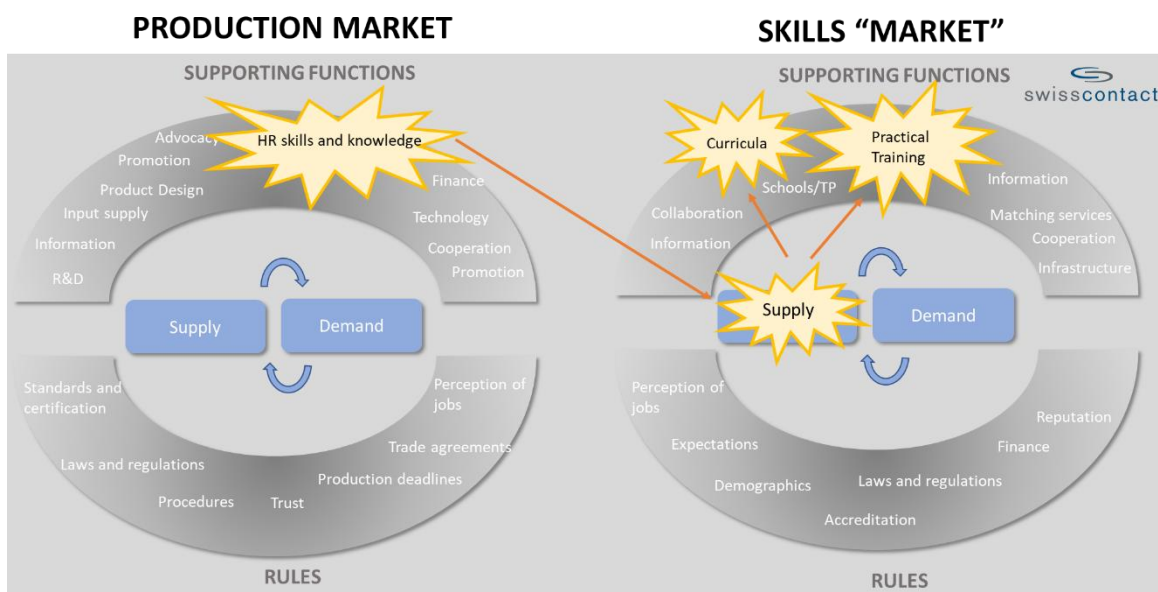 PRODUCTION MARKET
SUPPORTING FUNCTIONS
Advocacy
HR skills and knowledge
Promotion
Product Design
Finance
Input supply
Technology
Information
Cooperation
R&D
Promotion
Supply
Demand
Standards and
certification
Perception of
jobs
Trade agreements
Laws and regulations
Production deadlines
Procedures
Trust
RULES
SKILLS "MARKET"
SUPPORTING FUNCTIONS
swisscontact
Curricula
Practical
Training
Schools/TP
Information
Collaboration
Matching services
Information
Cooperation
Infrastructure
Supply
Demand
Perception of
jobs
Reputation
Expectations
Finance
Demographics
Laws and regulations
Accreditation
RULES